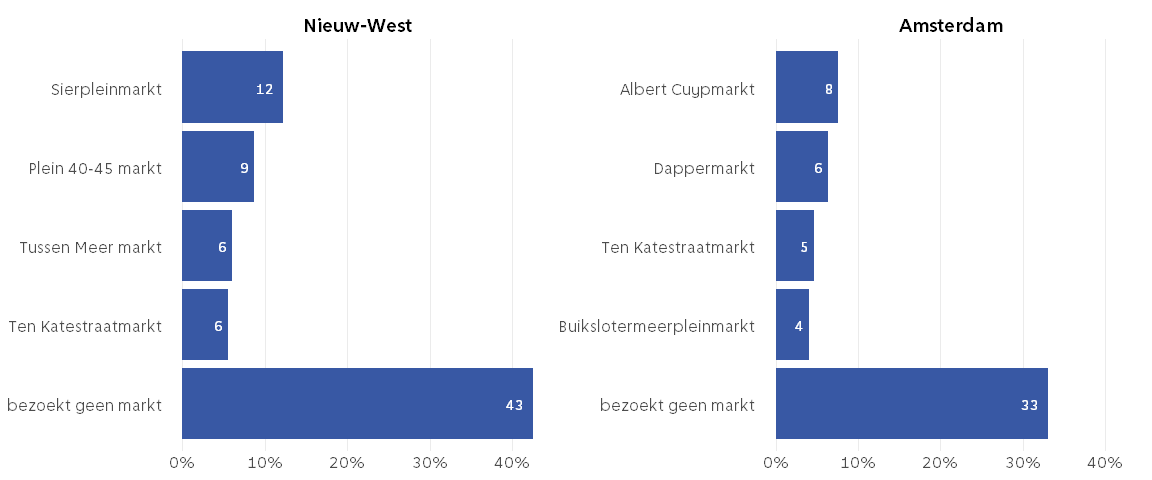 Nieuw-West
Sierpleinmarkt 12
Plein 40-45 markt 9
Tussen Meer markt 6
Ten Katestraatmarkt 6
bezoekt geen markt 43
0% 10% 20% 30% 40%
Amsterdam
Albert Cuypmarkt 8
Dappermarkt 6
Ten Katestraatmarkt 5
Buikslotermeerpleinmarkt 4
bezoekt geen markt 33
0% 10% 20% 30% 40%